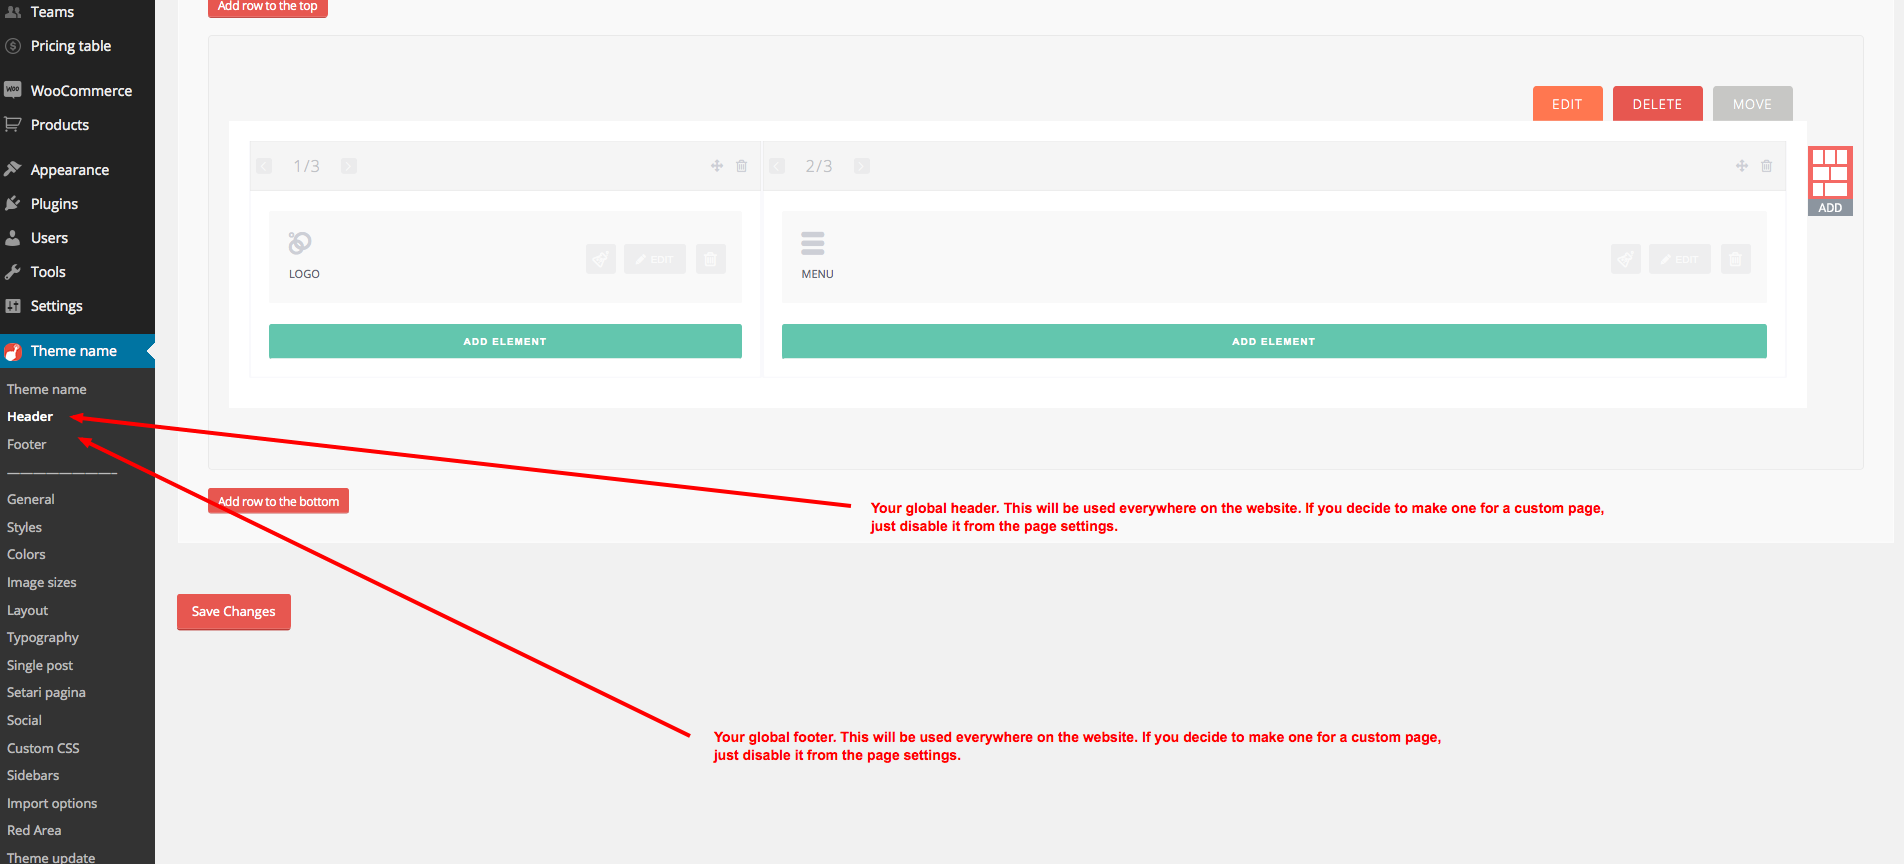 Teams
Pricing table
WooCommerce
Products
Appearance
Plugins
Users
Tools
Settings
Theme name
Theme name
Header
Footer
General
Styles
Colors
Image sizes
Layout
Typography
Single post
Setari pagina
Social
Custom CSS
Sidebars
Import options
Red Area
Theme update
Add row to the top
EDIT DELETE MOVE
1/3
2/3
ADD
LOGO
EDIT
MENU
EDIT
ADD ELEMENT
ADD ELEMENT
Add row to the bottom
Your global header. This will be used everywhere on the website. If you decide to make one for a custom page,
just disable it from the page settings.
Save Changes
Your global footer. This will be used everywhere on the website. If you decide to make one for a custom page,
just disable it from the page settings.